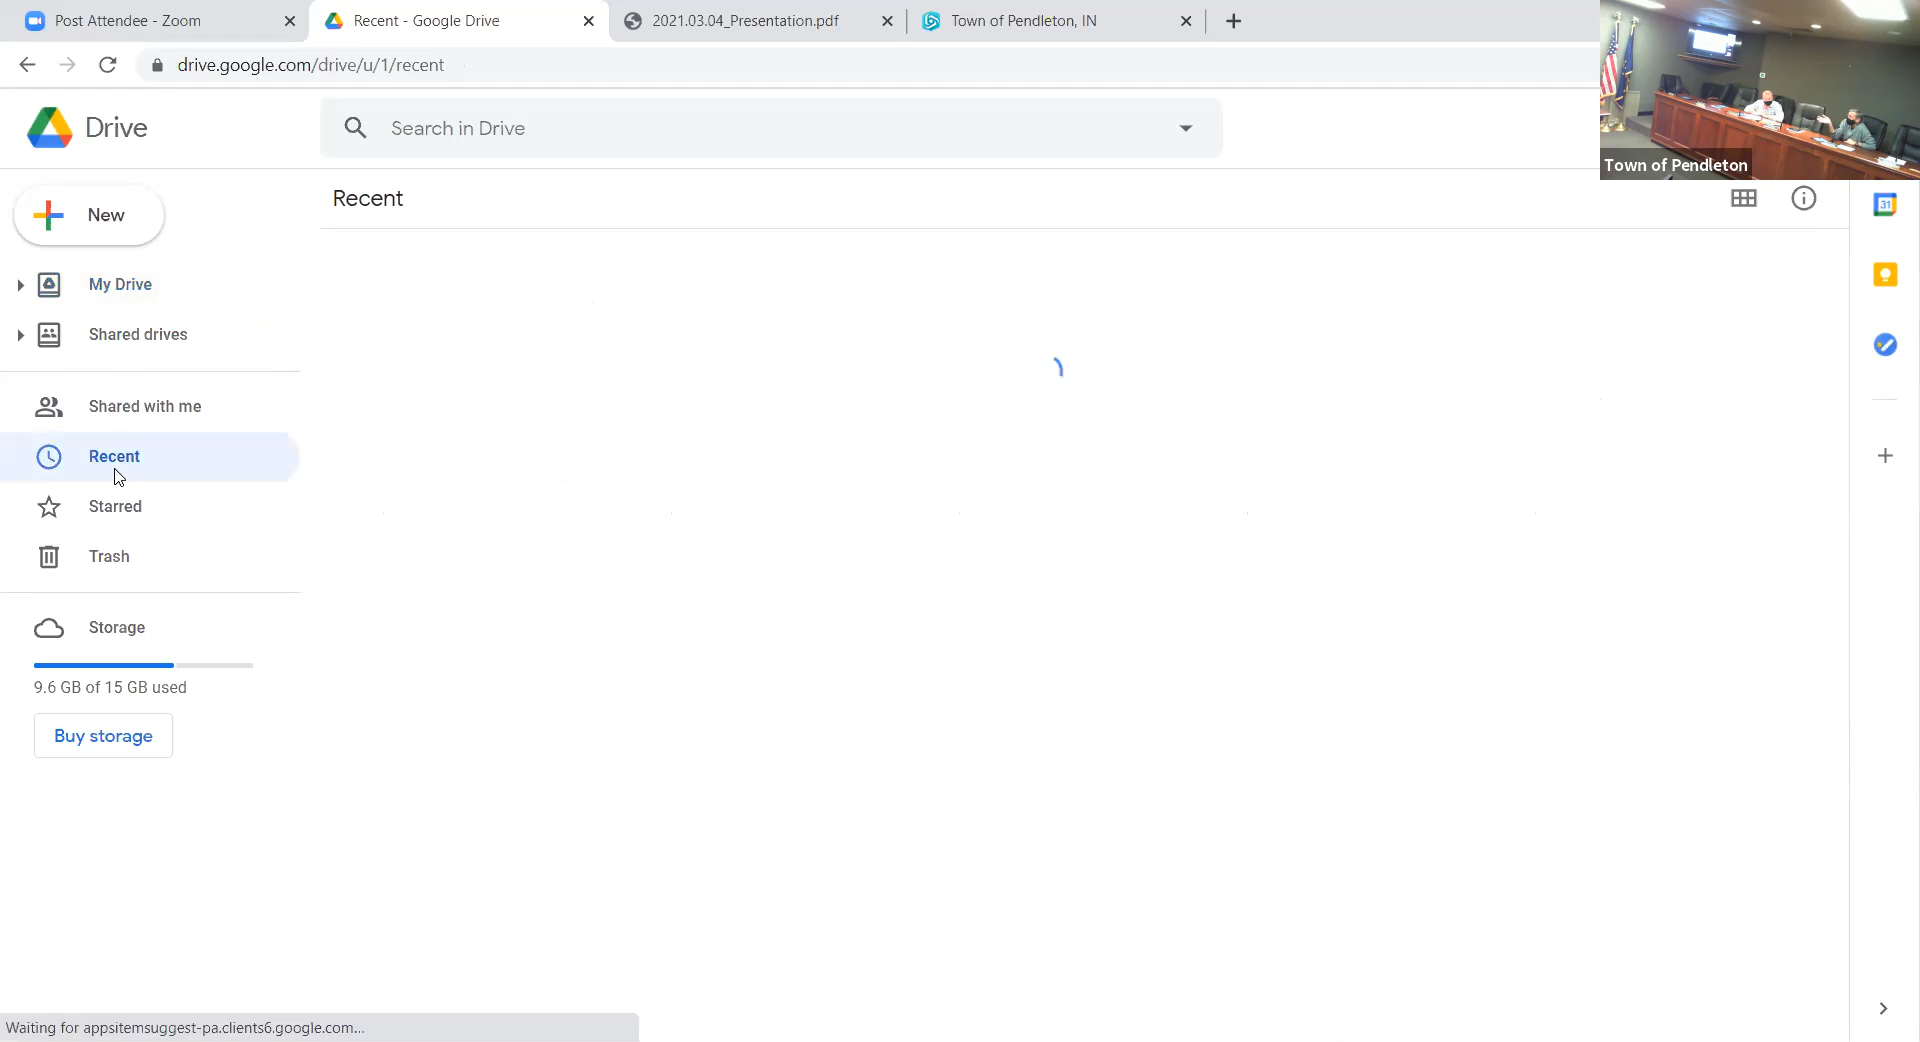 Post Attendee - Zoom
Recent - Google Drive
2021.03.04_Presentation.pdf
Town of Pendleton, IN
drive.google.com/drive/u/1/recent
Drive
Search in Drive
Town of Pendleton
New
Recent
31
My Drive
Shared drives
Shared with me
Recent
Starred
Trash
Storage
9.6 GB of 15 GB used
Buy storage
Waiting for appsitemsuggest-pa.clients6.google.com...